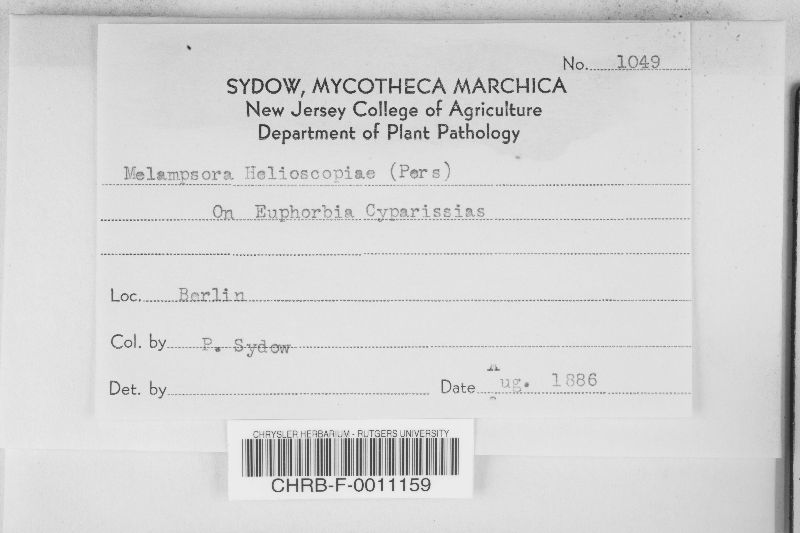 No. 1049
SYDOW, MYCOTHECA MARCHICA
New Jersey College of Agriculture
Department of Plant Pathology
Melampsora Helioscopiae (Pers)
On Euphorbia Cyparissias
Loc. Berlin
Col. by P. Sydow
Det. by
Date Aug. 1886
CHRYSLER HERBARIUM - RUTGERS UNIVERSITY
CHRB-F-0011159